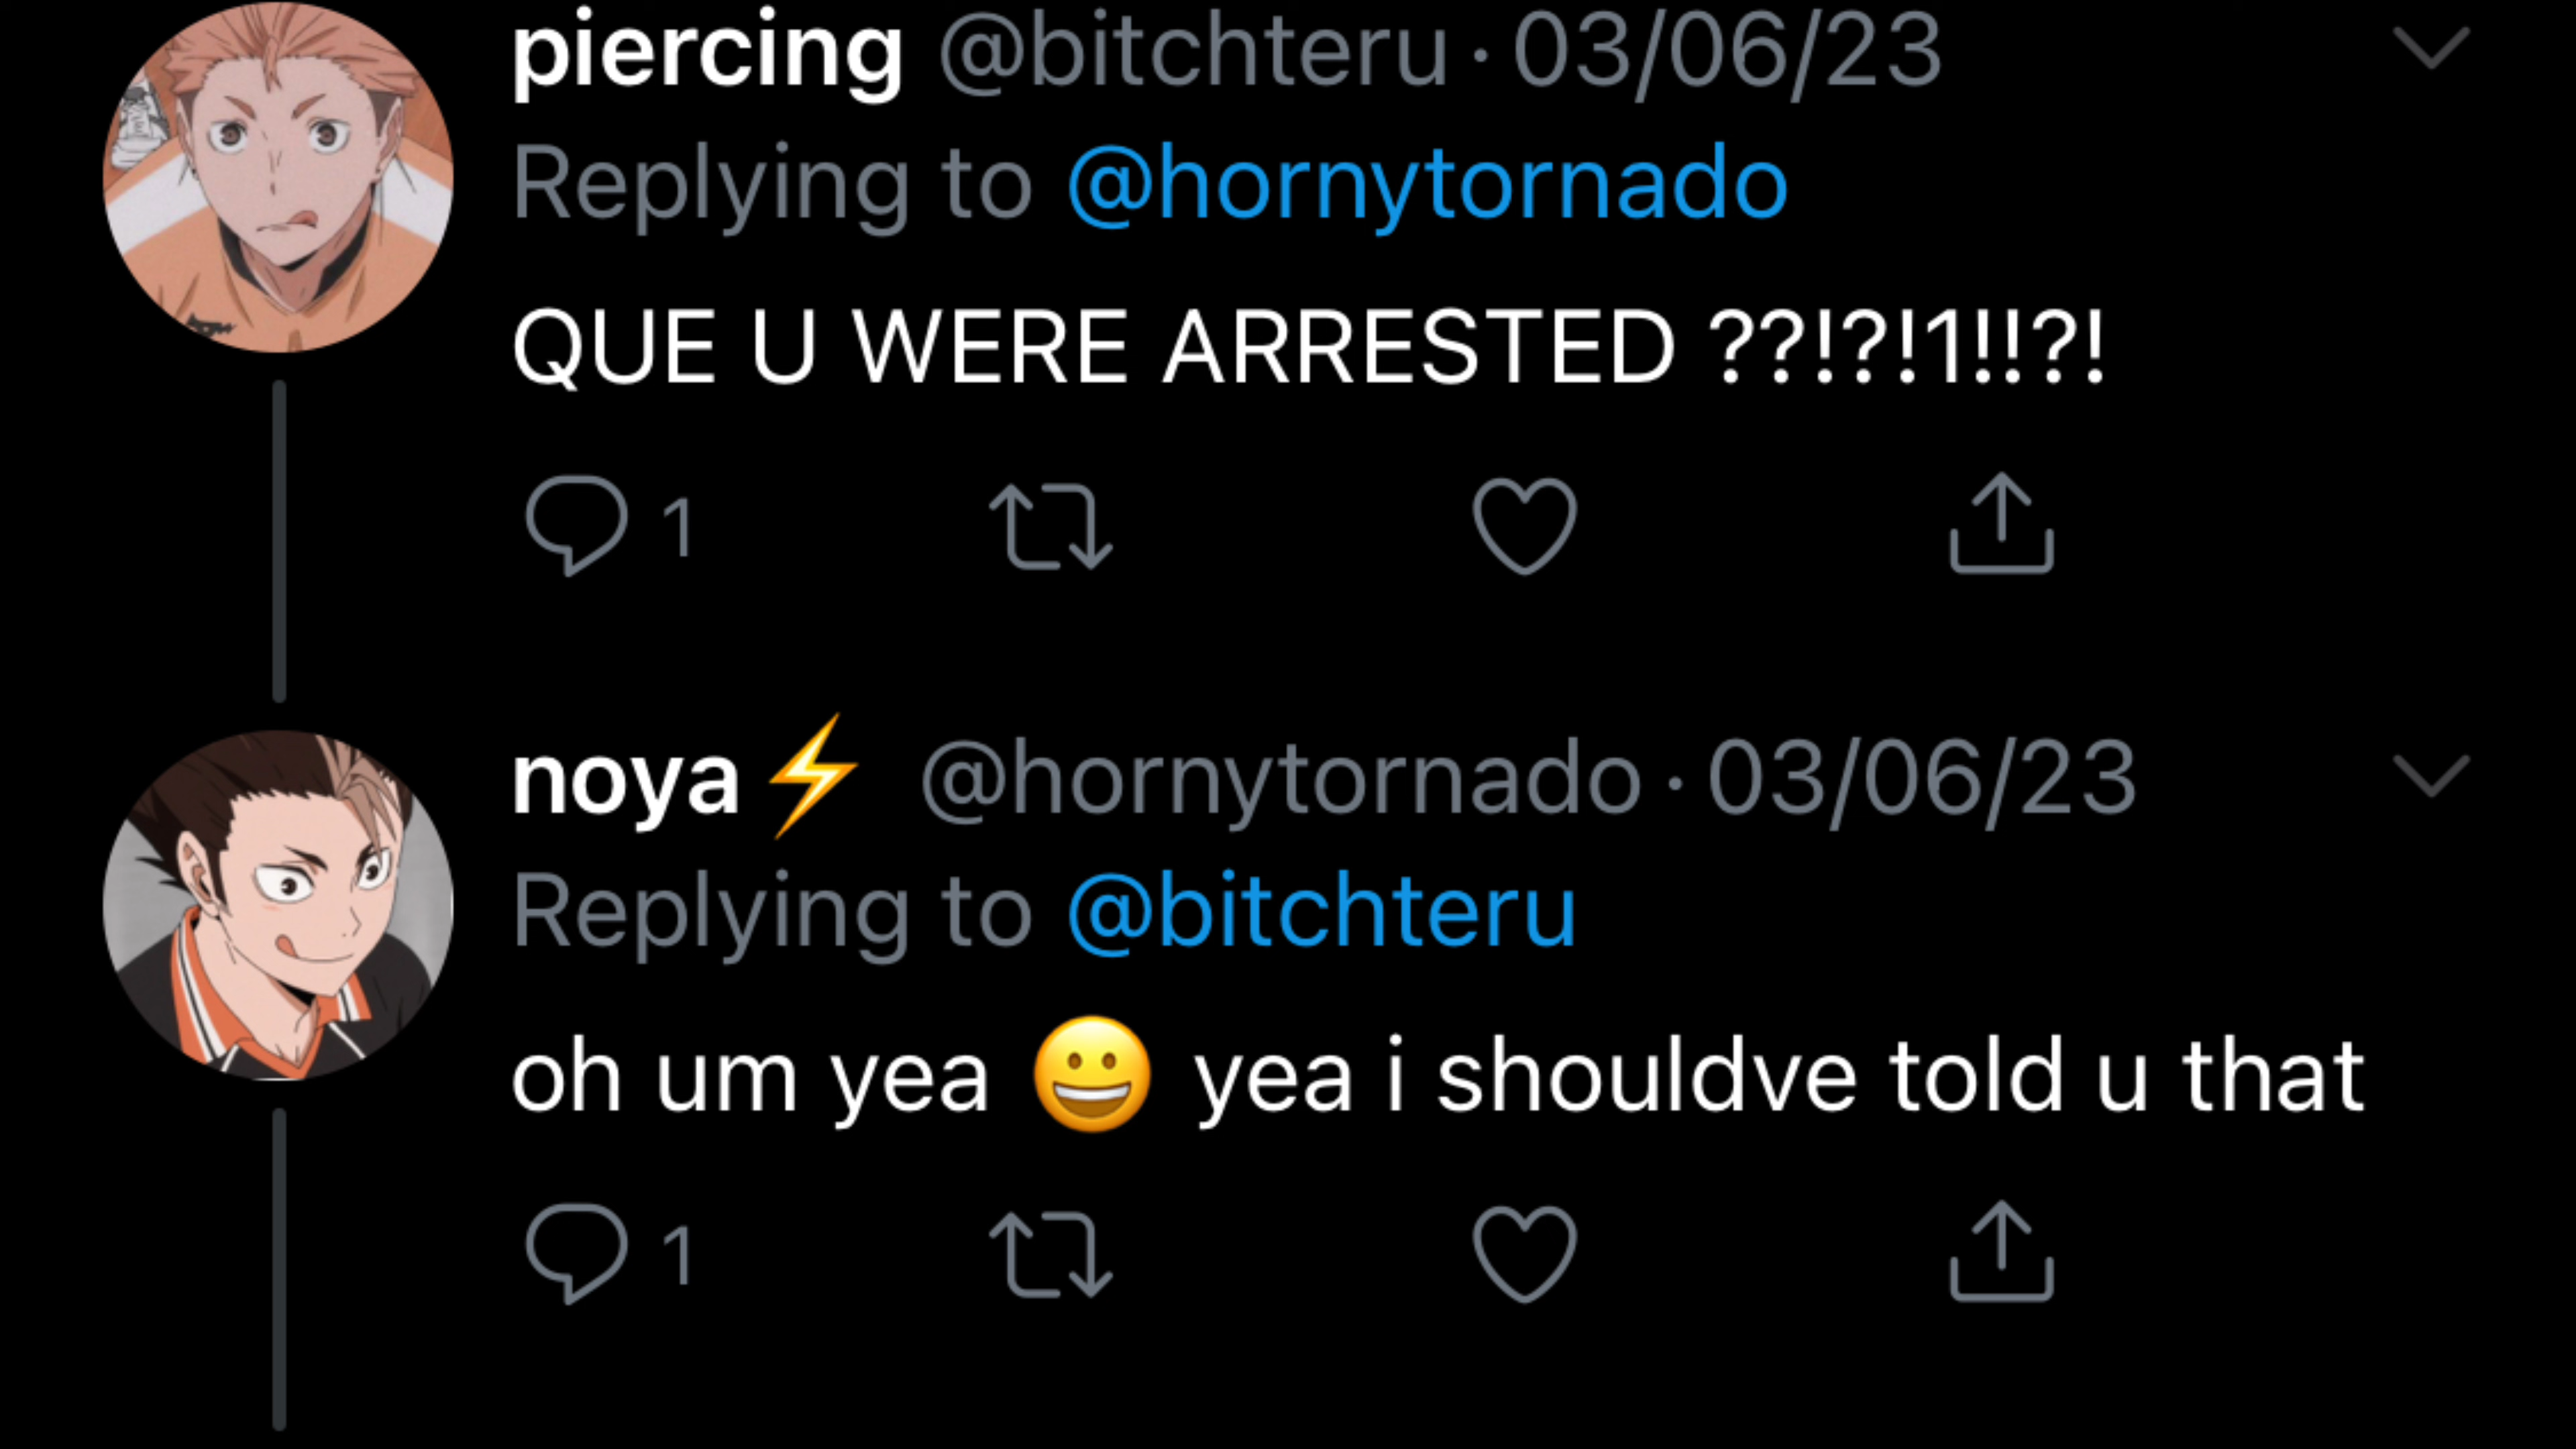 piercing @bitchteru · 03/06/23
Replying to @hornytornado
QUE U WERE ARRESTED ??!?!1!!?!
1
noya⚡ @hornytornado · 03/06/23
Replying to @bitchteru
oh um yea 😀 yea i shouldve told u that
1